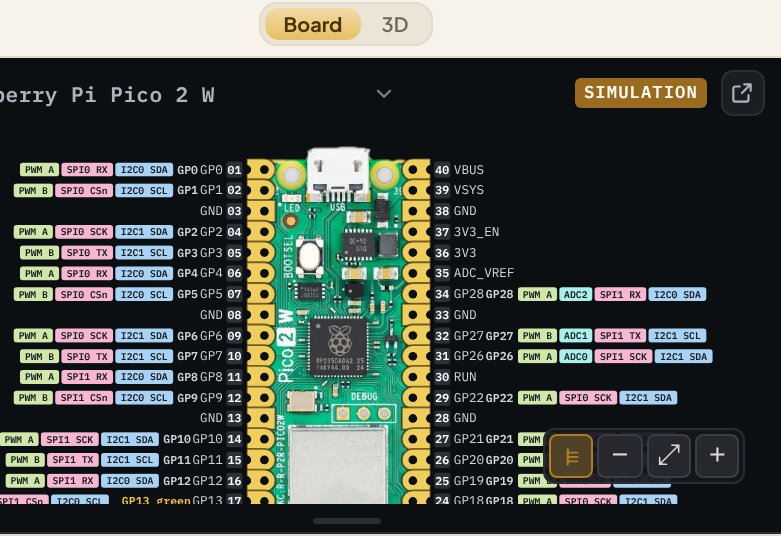 Board 3D
berry Pi Pico 2 W
SIMULATION
PWM A SPI0 RX I2C0 SDA GP0 GP0 01
PWM B SPI0 CSn I2C0 SCL GP1 GP1 02
GND 03
PWM A SPI0 SCK I2C1 SDA GP2 GP2 04
PWM B SPI0 TX I2C1 SCL GP3 GP3 05
PWM A SPI0 RX I2C0 SDA GP4 GP4 06
PWM B SPI0 CSn I2C0 SCL GP5 GP5 07
GND 08
PWM A SPI0 SCK I2C1 SDA GP6 GP6 09
PWM B SPI0 TX I2C1 SCL GP7 GP7 10
PWM A SPI1 RX I2C0 SDA GP8 GP8 11
PWM B SPI1 CSn I2C0 SCL GP9 GP9 12
GND 13
PWM A SPI1 SCK I2C1 SDA GP10 GP10 14
PWM B SPI1 TX I2C1 SCL GP11 GP11 15
PWM A SPI1 RX I2C0 SDA GP12 GP12 16
SPI1 CSn I2C0 SCL GP13 green GP13 17
LED
USB
39
BOOTSEL
Pico 2 W
DEBUG
40 VBUS
39 VSYS
38 GND
37 3V3_EN
36 3V3
35 ADC_VREF
34 GP28 GP28 PWM A ADC2 SPI1 RX I2C0 SDA
33 GND
32 GP27 GP27 PWM B ADC1 SPI1 TX I2C1 SCL
31 GP26 GP26 PWM A ADC0 SPI1 SCK I2C1 SDA
30 RUN
29 GP22 GP22 PWM A SPI0 SCK I2C1 SDA
28 GND
27 GP21 GP21 PWM
26 GP20 GP20 PWM
25 GP19 GP19 PWM
24 GP18 GP18 PWM A SPI0 SCK I2C1 SDA